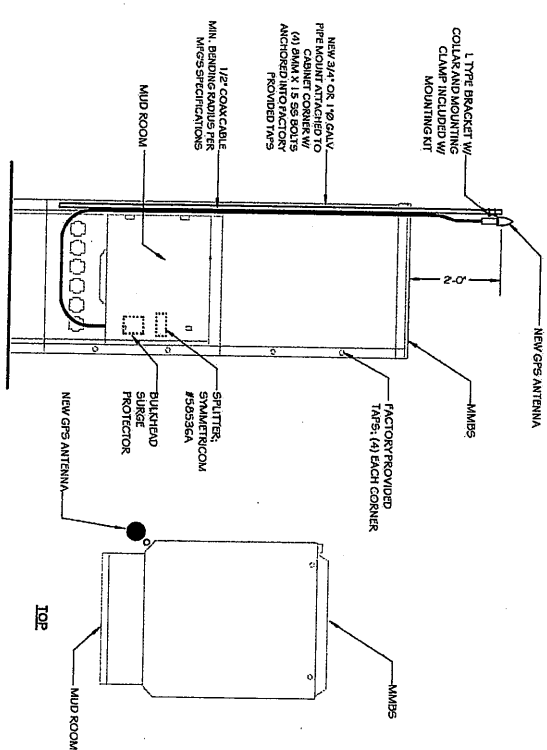 L TYPE BRACKET W/
COLLAR AND MOUNTING
CLAMP INCLUDED W/
MOUNTING KIT
NEW 3/4" OR 1"Ø GALV.
PIPE MOUNT ATTACHED TO
CABINET CORNER W/
(4) 8MM X 15 SS BOLTS
ANCHORED INTO FACTORY
PROVIDED TAPS
1/2" COAX CABLE
MIN. BENDING RADIUS PER
MFG'S SPECIFICATIONS
MUD ROOM
2'-0"
NEW GPS ANTENNA
MMBS
FACTORY PROVIDED
TAPS; (4) EACH CORNER
SPLITTER;
SYMMETRICOM
#58536A
BULKHEAD
SURGE
PROTECTOR
NEW GPS ANTENNA
MMBS
MUD ROOM
TOP